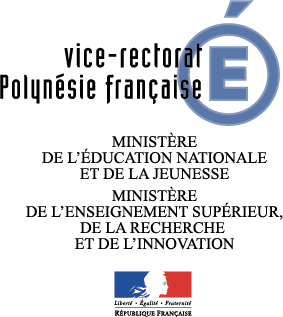 vice-rectorat
Polynésie française
É
MINISTÈRE
DE L'ÉDUCATION NATIONALE
ET DE LA JEUNESSE
MINISTÈRE
DE L'ENSEIGNEMENT SUPÉRIEUR,
DE LA RECHERCHE
ET DE L'INNOVATION
Liberté • Égalité • Fraternité
RÉPUBLIQUE FRANÇAISE